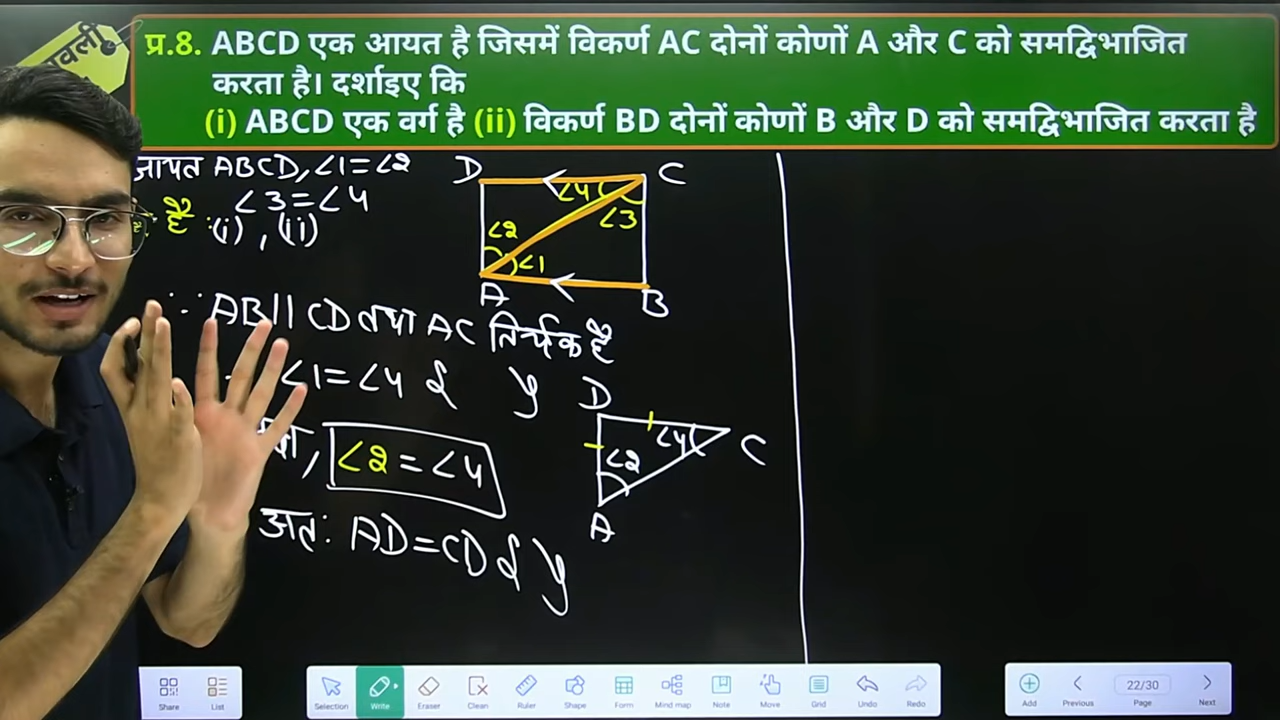 प्र.8. ABCD एक आयत है जिसमें विकर्ण AC दोनों कोणों A और C को समद्विभाजित
करता है। दर्शाइए कि
(i) ABCD एक वर्ग है (ii) विकर्ण BD दोनों कोणों B और D को समद्विभाजित करता है
आयत ABCD, ∠1=∠2
∠3=∠4
है : (i), (ii)
D C
∠4
∠3
∠2
∠1
A B
∵ AB || CD तथा AC तिर्यक है
∠1=∠4 {  }
∠2=∠4
अतः AD=CD {  }
D
∠4
C
∠2
A
Share
List
Selection
Write
Eraser
Clean
Ruler
Shape
Form
Mind map
Note
Move
Grid
Undo
Redo
Add
Previous
22/30
Page
Next